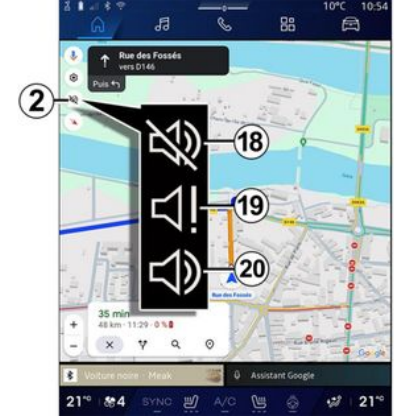 10°C 10:54
Rue des Fossés
vers D146
Puis
2
18
19
20
Rue des Fossés
35 min
48 km · 11:29 · 0 %
Google
Voiture noire · Meak
Assistant Google
21°C 4 SYNC A/C 21°C